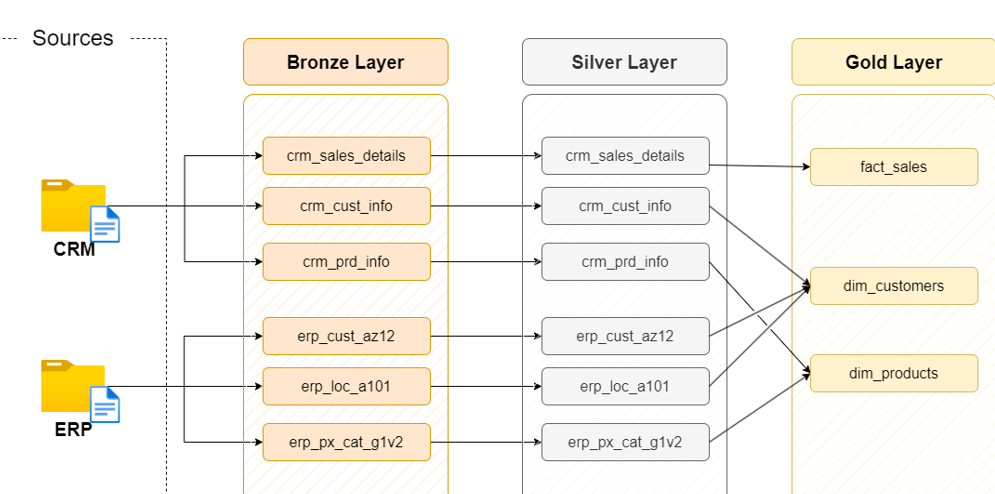 Sources
Bronze Layer
Silver Layer
Gold Layer
crm_sales_details
crm_sales_details
fact_sales
crm_cust_info
crm_cust_info
CRM
crm_prd_info
crm_prd_info
dim_customers
erp_cust_az12
erp_cust_az12
dim_products
erp_loc_a101
erp_loc_a101
ERP
erp_px_cat_g1v2
erp_px_cat_g1v2